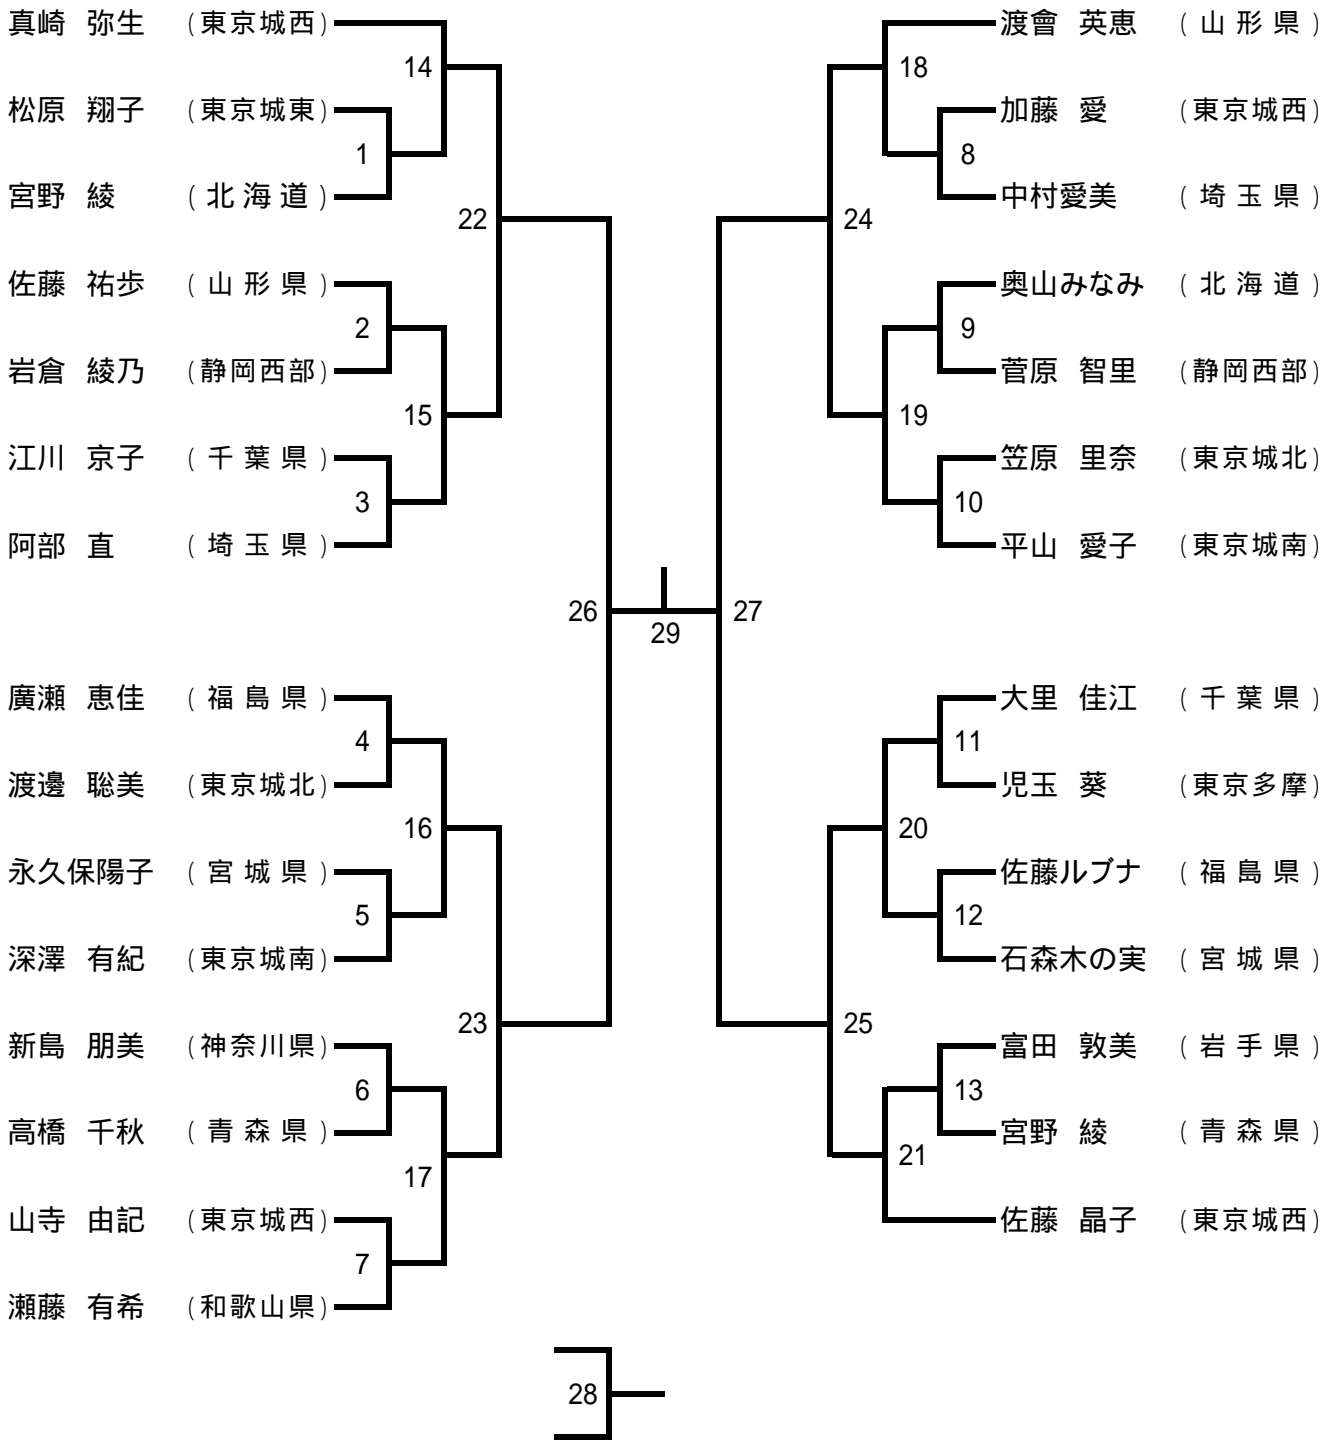 真崎 弥生 (東京城西)
14
松原 翔子 (東京城東)
1
宮野 綾 (北海道)
22
佐藤 祐歩 (山形県)
2
岩倉 綾乃 (静岡西部)
15
江川 京子 (千葉県)
3
阿部 直 (埼玉県)
26
廣瀬 恵佳 (福島県)
4
渡邊 聡美 (東京城北)
16
永久保陽子 (宮城県)
5
深澤 有紀 (東京城南)
23
新島 朋美 (神奈川県)
6
高橋 千秋 (青森県)
17
山寺 由記 (東京城西)
7
瀬藤 有希 (和歌山県)
29
28
渡會 英恵 (山形県)
18
加藤 愛 (東京城西)
8
中村愛美 (埼玉県)
24
奥山みなみ (北海道)
9
菅原 智里 (静岡西部)
19
笠原 里奈 (東京城北)
10
平山 愛子 (東京城南)
27
大里 佳江 (千葉県)
11
児玉 葵 (東京多摩)
20
佐藤ルブナ (福島県)
12
石森木の実 (宮城県)
25
富田 敦美 (岩手県)
13
宮野 綾 (青森県)
21
佐藤 晶子 (東京城西)